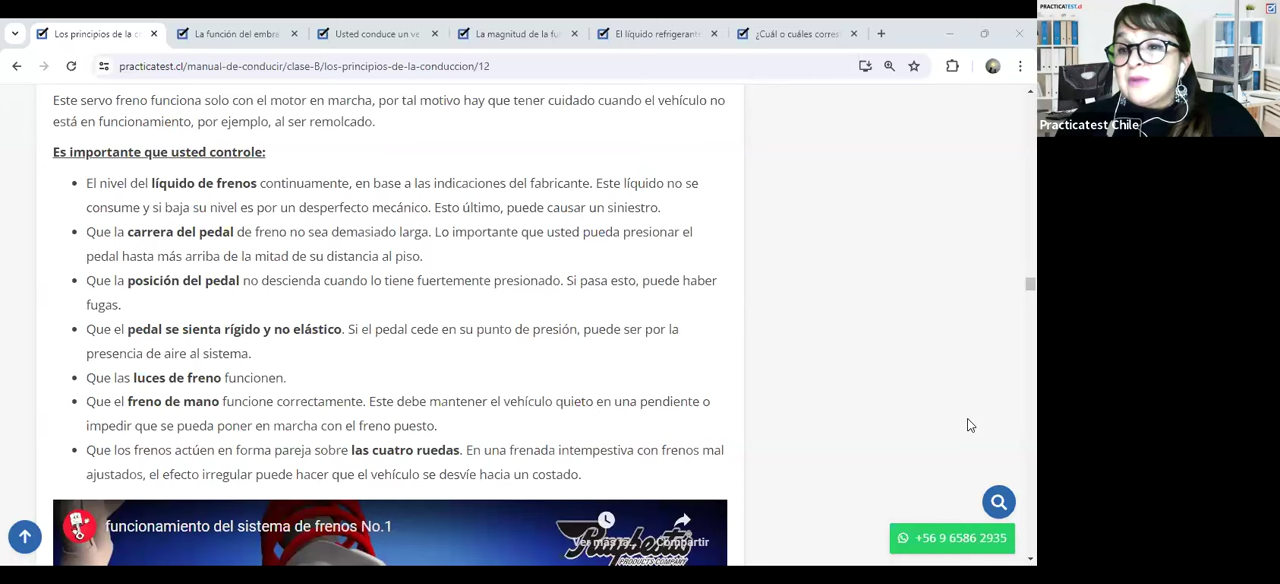 Los principios de la c
La función del embra
Usted conduce un ve
La magnitud de la fu
El líquido refrigerant
¿Cuál o cuáles corres
practicatest.cl/manual-de-conducir/clase-B/los-principios-de-la-conduccion/12
PRACTICATEST.cl
Practicatest Chile
Este servo freno funciona solo con el motor en marcha, por tal motivo hay que tener cuidado cuando el vehículo no
está en funcionamiento, por ejemplo, al ser remolcado.
Es importante que usted controle:
El nivel del líquido de frenos continuamente, en base a las indicaciones del fabricante. Este líquido no se
consume y si baja su nivel es por un desperfecto mecánico. Esto último, puede causar un siniestro.
Que la carrera del pedal de freno no sea demasiado larga. Lo importante que usted pueda presionar el
pedal hasta más arriba de la mitad de su distancia al piso.
Que la posición del pedal no descienda cuando lo tiene fuertemente presionado. Si pasa esto, puede haber
fugas.
Que el pedal se sienta rígido y no elástico. Si el pedal cede en su punto de presión, puede ser por la
presencia de aire al sistema.
Que las luces de freno funcionen.
Que el freno de mano funcione correctamente. Este debe mantener el vehículo quieto en una pendiente o
impedir que se pueda poner en marcha con el freno puesto.
Que los frenos actúen en forma pareja sobre las cuatro ruedas. En una frenada intempestiva con frenos mal
ajustados, el efecto irregular puede hacer que el vehículo se desvíe hacia un costado.
funcionamiento del sistema de frenos No.1
Ver más ta... Compartir
PRODUCTS COMPANY
+56 9 6586 2935